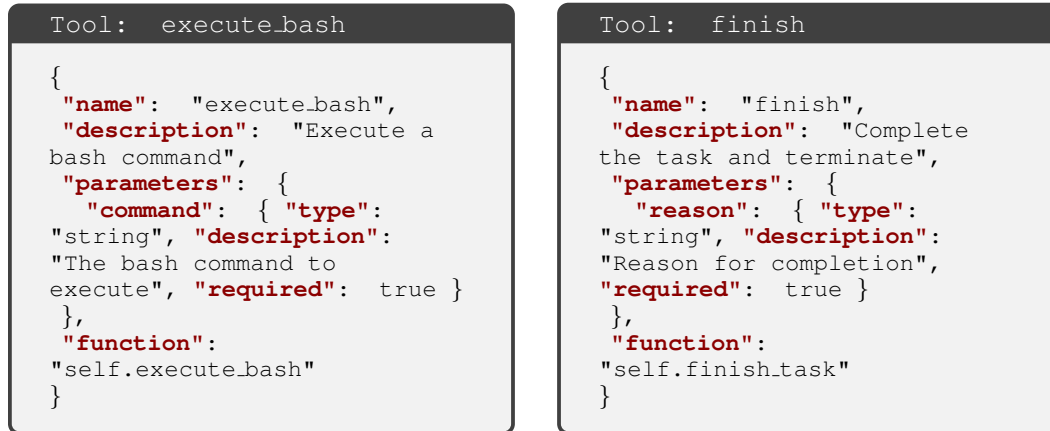 Tool: execute_bash
{
"name": "execute_bash",
"description": "Execute a
bash command",
"parameters": {
"command": { "type":
"string", "description":
"The bash command to
execute", "required": true }
},
"function":
"self.execute_bash"
}
Tool: finish
{
"name": "finish",
"description": "Complete
the task and terminate",
"parameters": {
"reason": { "type":
"string", "description":
"Reason for completion",
"required": true }
},
"function":
"self.finish_task"
}